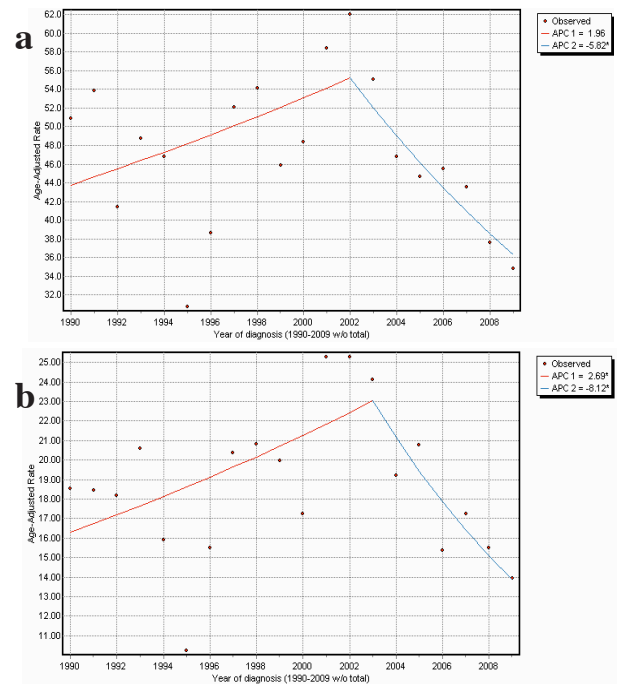 a
62.0
60.0
58.0
56.0
54.0
52.0
50.0
48.0
46.0
44.0
42.0
40.0
38.0
36.0
34.0
32.0
Age-Adjusted Rate
1990 1992 1994 1996 1998 2000 2002 2004 2006 2008
Year of diagnosis (1990-2009 w/o total)
Observed
APC 1 = 1.96
APC 2 = -5.82*
b
25.00
24.00
23.00
22.00
21.00
20.00
19.00
18.00
17.00
16.00
15.00
14.00
13.00
12.00
11.00
Age-Adjusted Rate
1990 1992 1994 1996 1998 2000 2002 2004 2006 2008
Year of diagnosis (1990-2009 w/o total)
Observed
APC 1 = 2.69*
APC 2 = -8.12*